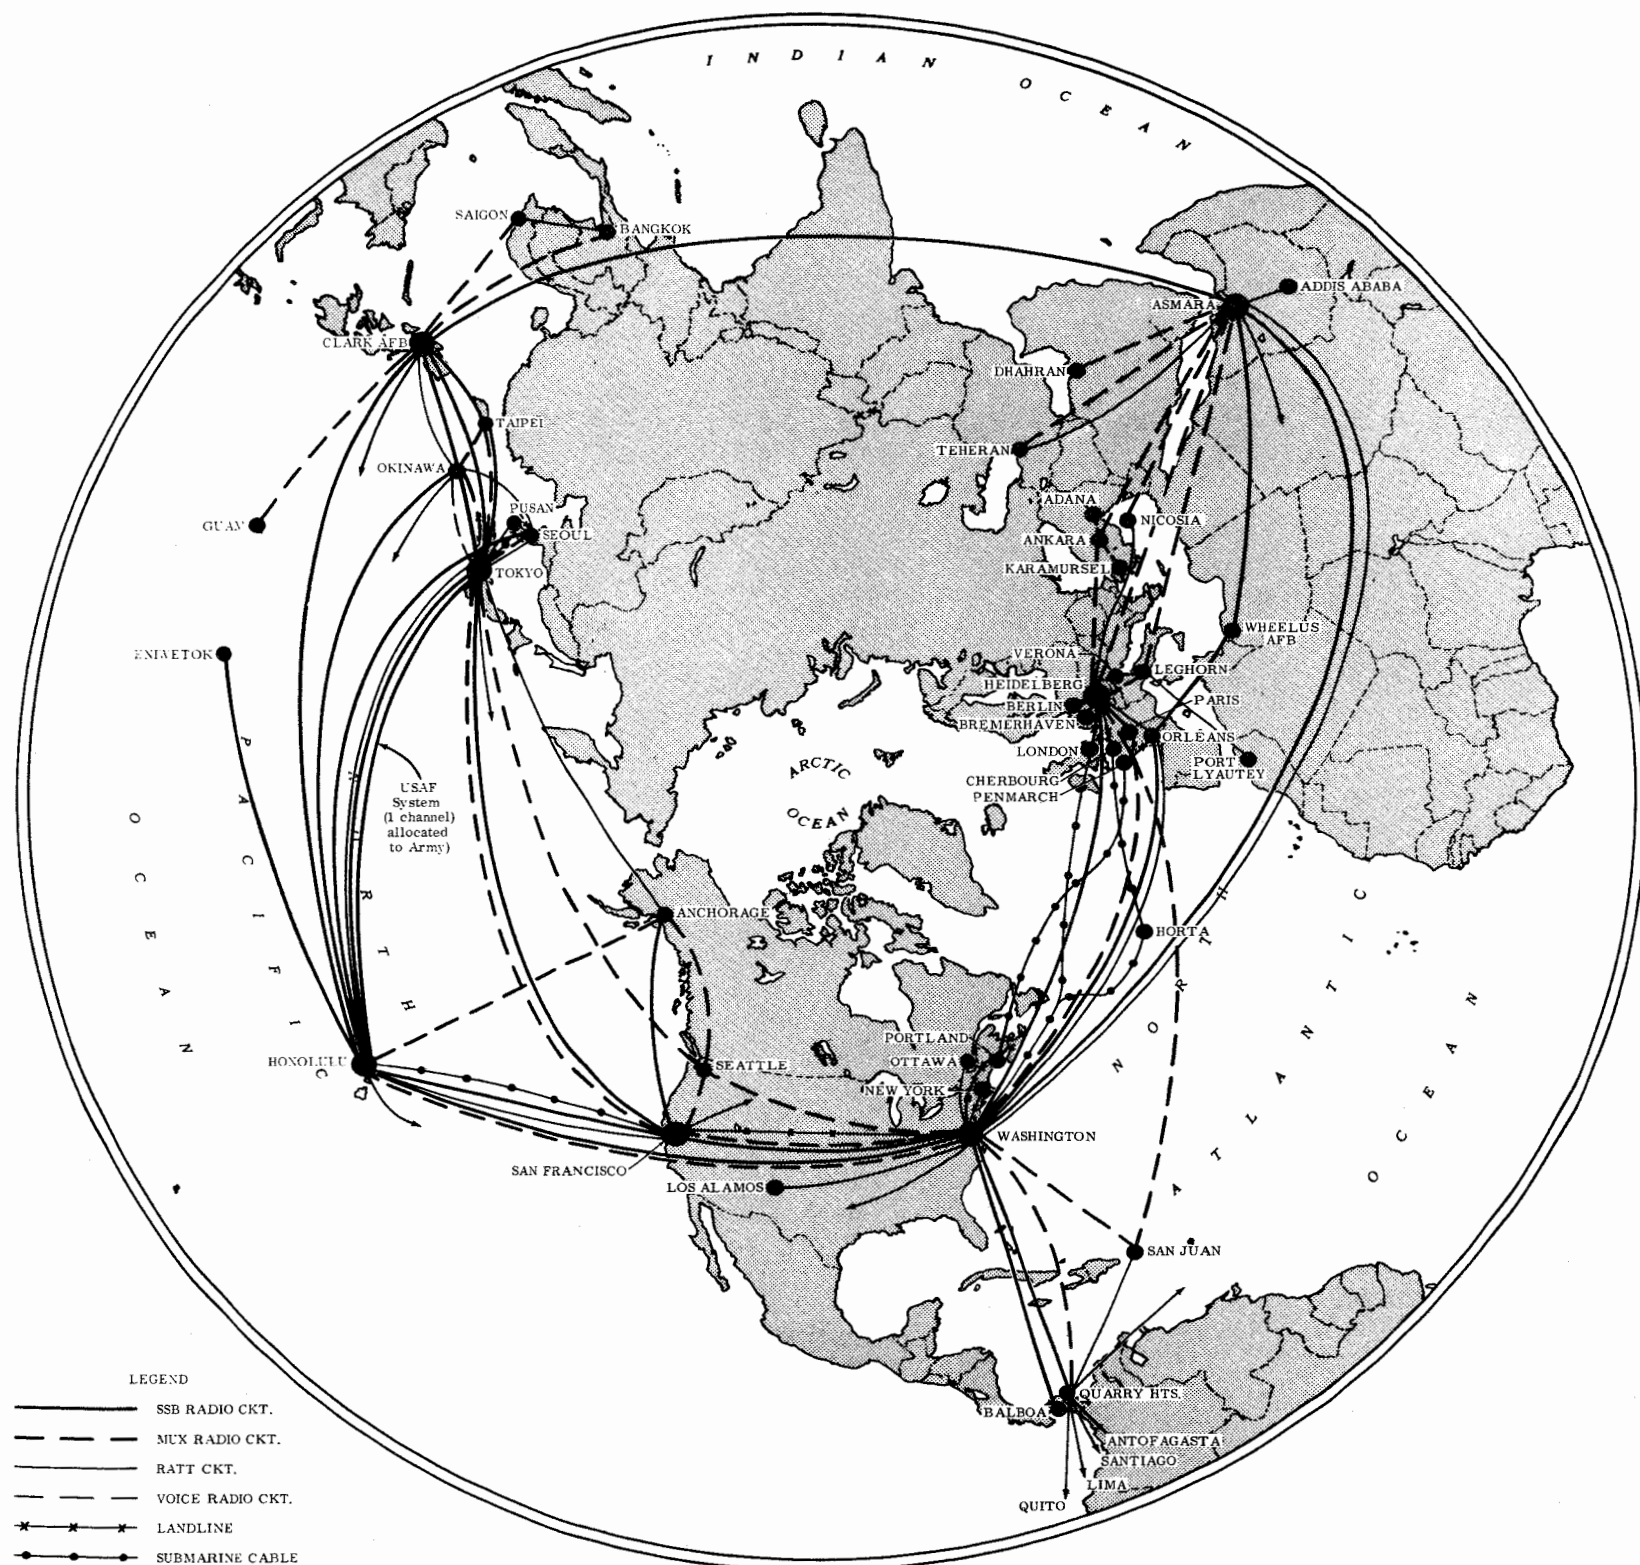 INDIAN OCEAN
SAIGON
BANGKOK
ADDIS ABABA
ASMARA
CLARK AFB
DHAHRAN
TAIPEI
TEHERAN
OKINAWA
ADANA
PUSAN
NICOSIA
GUAM
SEOUL
ANKARA
KARAMURSEL
TOKYO
WHEELUS
AFB
ENIWETOK
VERONA
LEGHORN
HEIDELBERG
PARIS
BERLIN
BREMERHAVEN
ORLÉANS
LONDON
PORT
LYAUTEY
CHERBOURG
PENMARCH
ARCTIC
OCEAN
USAF
System
(1 channel)
allocated
to Army)
NORTH
PACIFIC
OCEAN
ANCHORAGE
HORTA
NORTH
ATLANTIC
OCEAN
PORTLAND
OTTAWA
HONOLULU
SEATTLE
NEW YORK
WASHINGTON
SAN FRANCISCO
LOS ALAMOS
SAN JUAN
QUARRY HTS.
BALBOA
ANTOFAGASTA
SANTIAGO
LIMA
QUITO
LEGEND
SSB RADIO CKT.
MUX RADIO CKT.
RATT CKT.
VOICE RADIO CKT.
LANDLINE
SUBMARINE CABLE